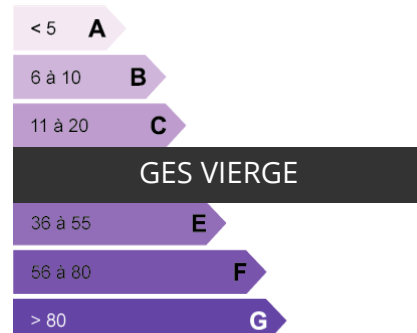 < 5 A
6 à 10 B
11 à 20 C
GES VIERGE
36 à 55 E
56 à 80 F
> 80 G